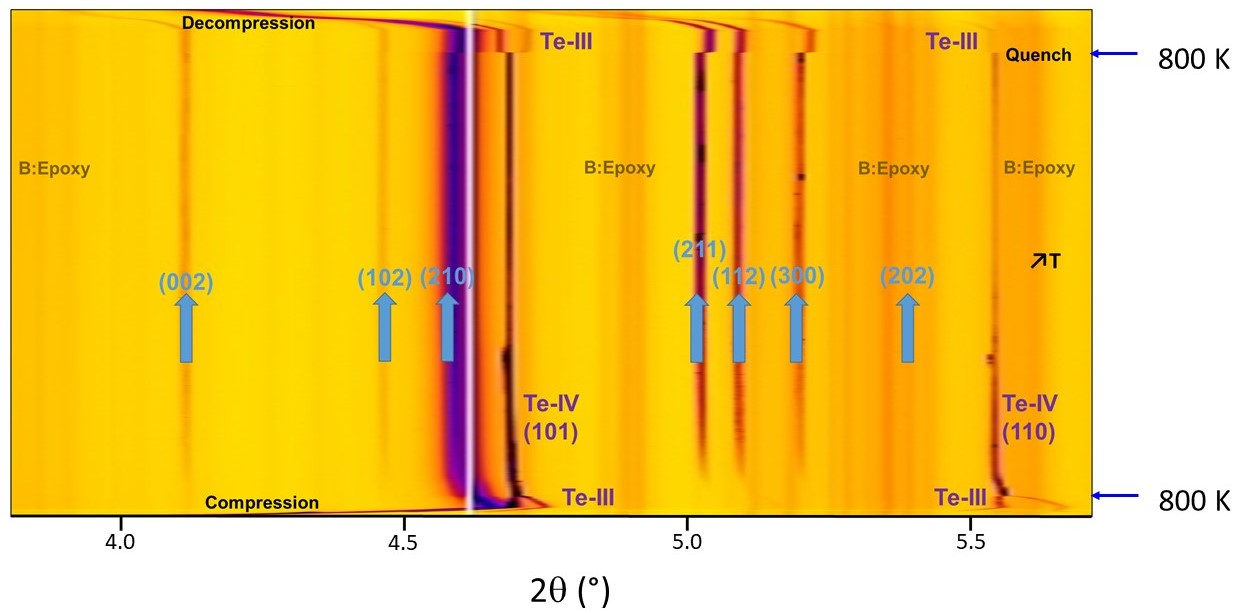 Decompression
Te-III
Te-III
Quench
800 K
B:Epoxy
B:Epoxy
B:Epoxy
B:Epoxy
(211)
↗T
(002)
(102)
(210)
(112)
(300)
(202)
Te-IV
(101)
Te-IV
(110)
Compression
Te-III
Te-III
800 K
4.0
4.5
5.0
5.5
2θ (°)